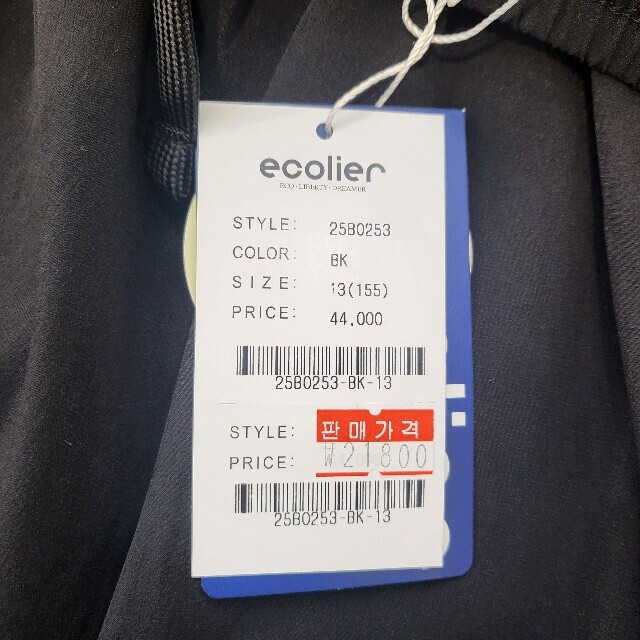 ecolier
ECO · LIBERTY · DREAMER
STYLE: 25B0253
COLOR: BK
SIZE: 13(155)
PRICE: 44,000
25B0253-BK-13
STYLE: 판매가격
PRICE: ₩21800
25B0253-BK-13